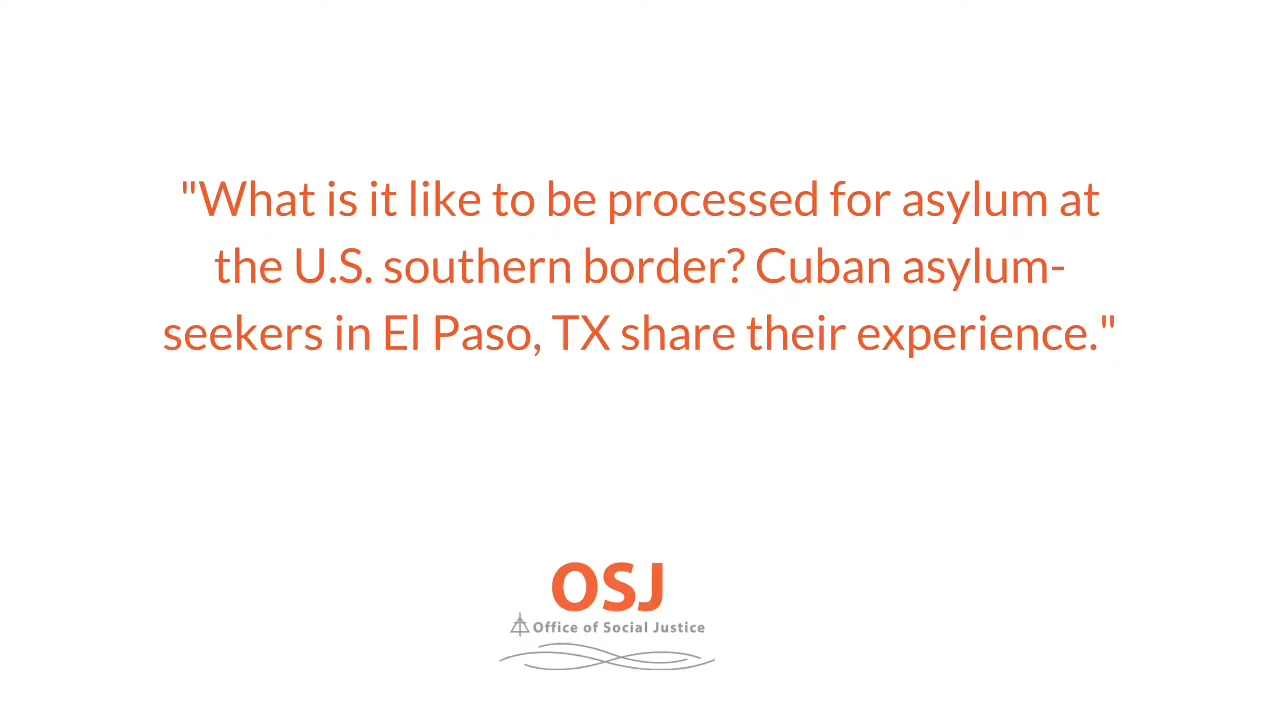 "What is it like to be processed for asylum at
the U.S. southern border? Cuban asylum-
seekers in El Paso, TX share their experience."
OSJ
Office of Social Justice